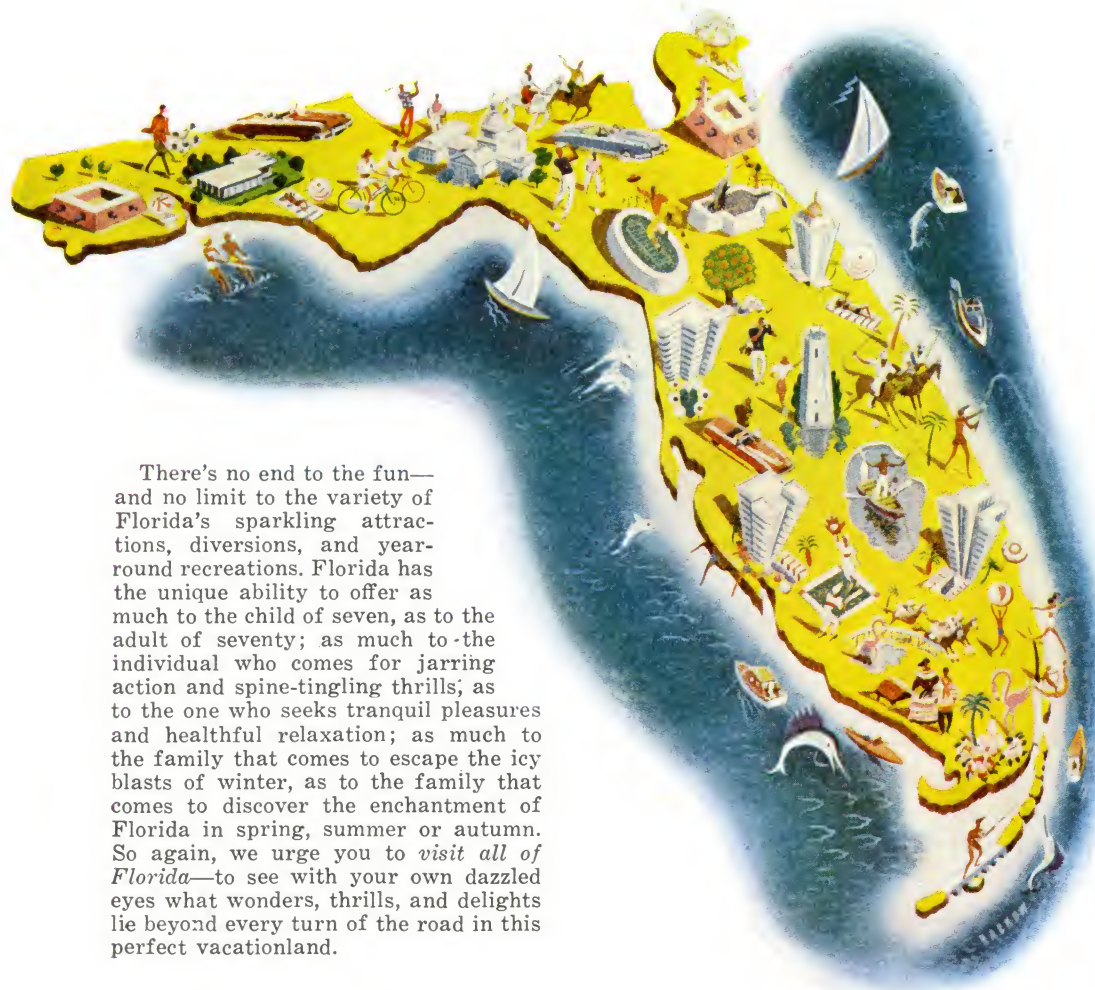 There's no end to the fun—
and no limit to the variety of
Florida's sparkling attrac-
tions, diversions, and year-
round recreations. Florida has
the unique ability to offer as
much to the child of seven, as to the
adult of seventy; as much to the
individual who comes for jarring
action and spine-tingling thrills; as
to the one who seeks tranquil pleasures
and healthful relaxation; as much to
the family that comes to escape the icy
blasts of winter, as to the family that
comes to discover the enchantment of
Florida in spring, summer or autumn.
So again, we urge you to visit all of
Florida—to see with your own dazzled
eyes what wonders, thrills, and delights
lie beyond every turn of the road in this
perfect vacationland.